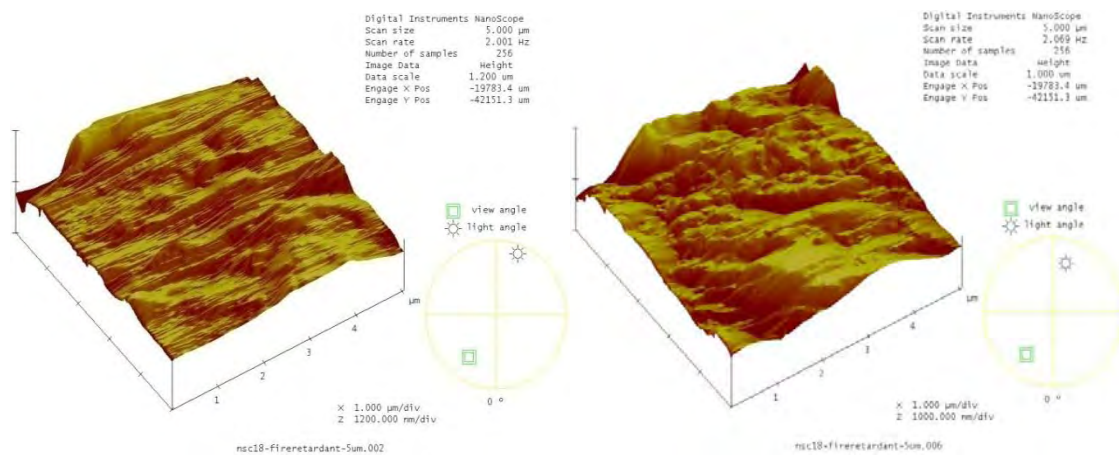 Digital Instruments NanoScope
Scan size 5.000 µm
Scan rate 2.001 Hz
Number of samples 256
Image Data Height
Data scale 1.200 um
Engage X Pos -19783.4 um
Engage Y Pos -42151.3 um
view angle
light angle
µm
4
3
2
1
0 º
X 1.000 µm/div
Z 1200.000 nm/div
nsc18-fireretardant-5um.002
Digital Instruments NanoScope
Scan size 5.000 µm
Scan rate 2.069 Hz
Number of samples 256
Image Data Height
Data scale 1.000 um
Engage X Pos -19783.4 um
Engage Y Pos -42151.3 um
view angle
light angle
µm
4
3
2
1
0 º
X 1.000 µm/div
Z 1000.000 nm/div
nsc18-fireretardant-5um.006